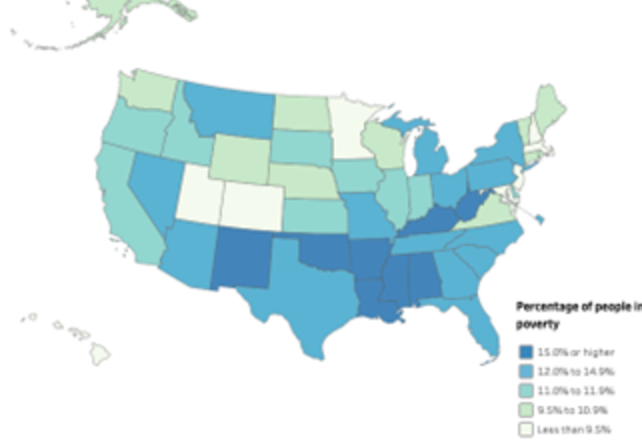 Percentage of people in
poverty
15.0% or higher
12.0% to 14.9%
11.0% to 11.9%
9.5% to 10.9%
Less than 9.5%